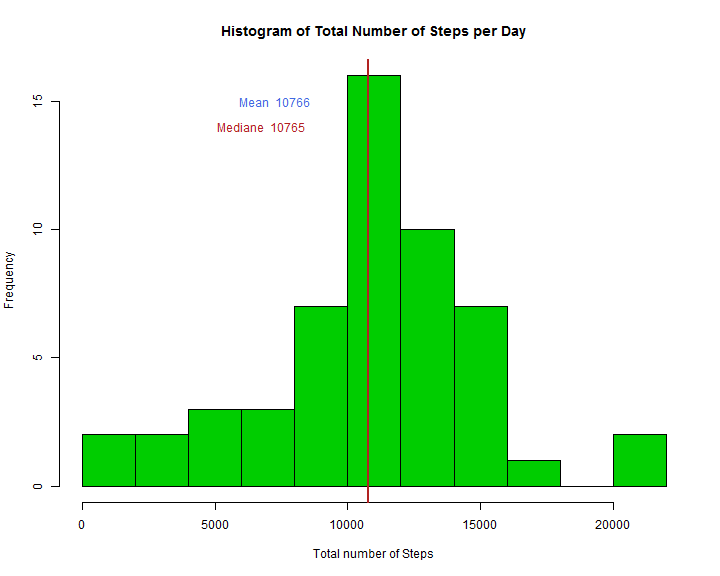 Histogram of Total Number of Steps per Day
Mean 10766
Mediane 10765
Frequency
15
10
5
0
0 5000 10000 15000 20000
Total number of Steps